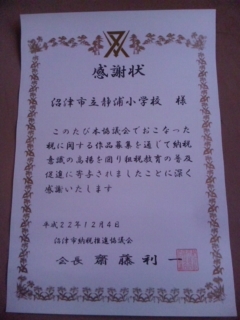 感謝状
沼津市立静浦小学校 様
このたび本協議会でおこなった
税に関する作品募集を通じて納税
意識の高揚を図り租税教育の普及
促進に寄与されましたことに深く
感謝いたします
平成22年12月4日
沼津市納税推進協議会
会長 衛藤利一